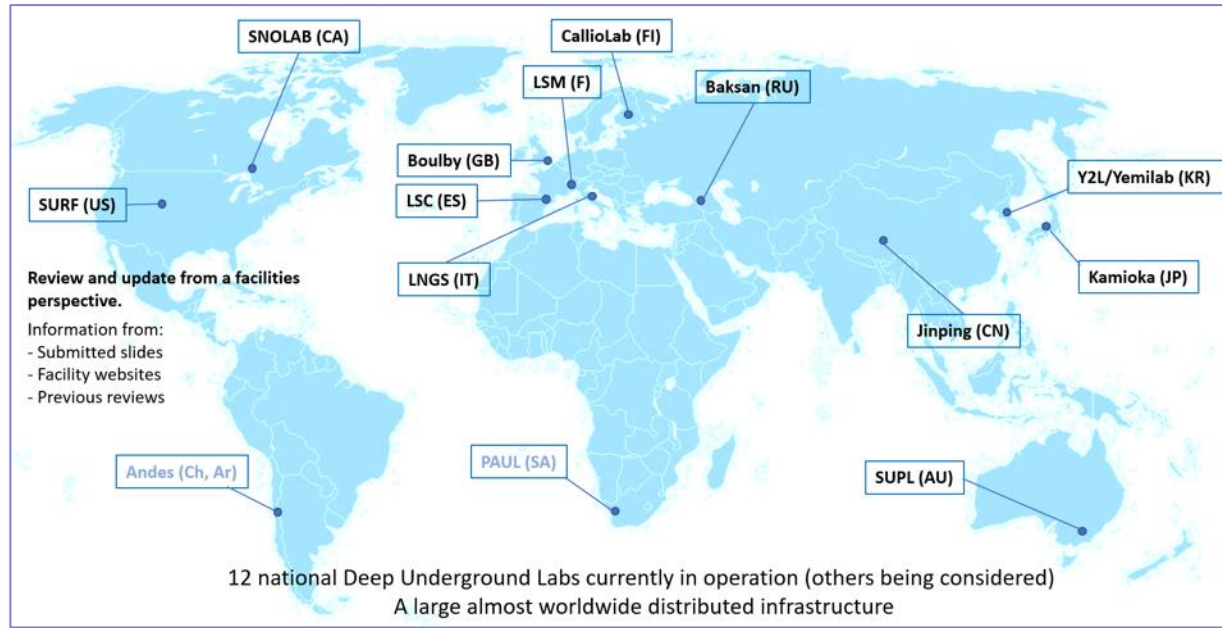 SNOLAB (CA)
CallioLab (FI)
LSM (F)
Baksan (RU)
Boulby (GB)
Y2L/Yemilab (KR)
SURF (US)
LSC (ES)
Review and update from a facilities
perspective.
LNGS (IT)
Kamioka (JP)
Information from:
- Submitted slides
- Facility websites
- Previous reviews
Jinping (CN)
Andes (Ch, Ar)
PAUL (SA)
SUPL (AU)
12 national Deep Underground Labs currently in operation (others being considered)
A large almost worldwide distributed infrastructure